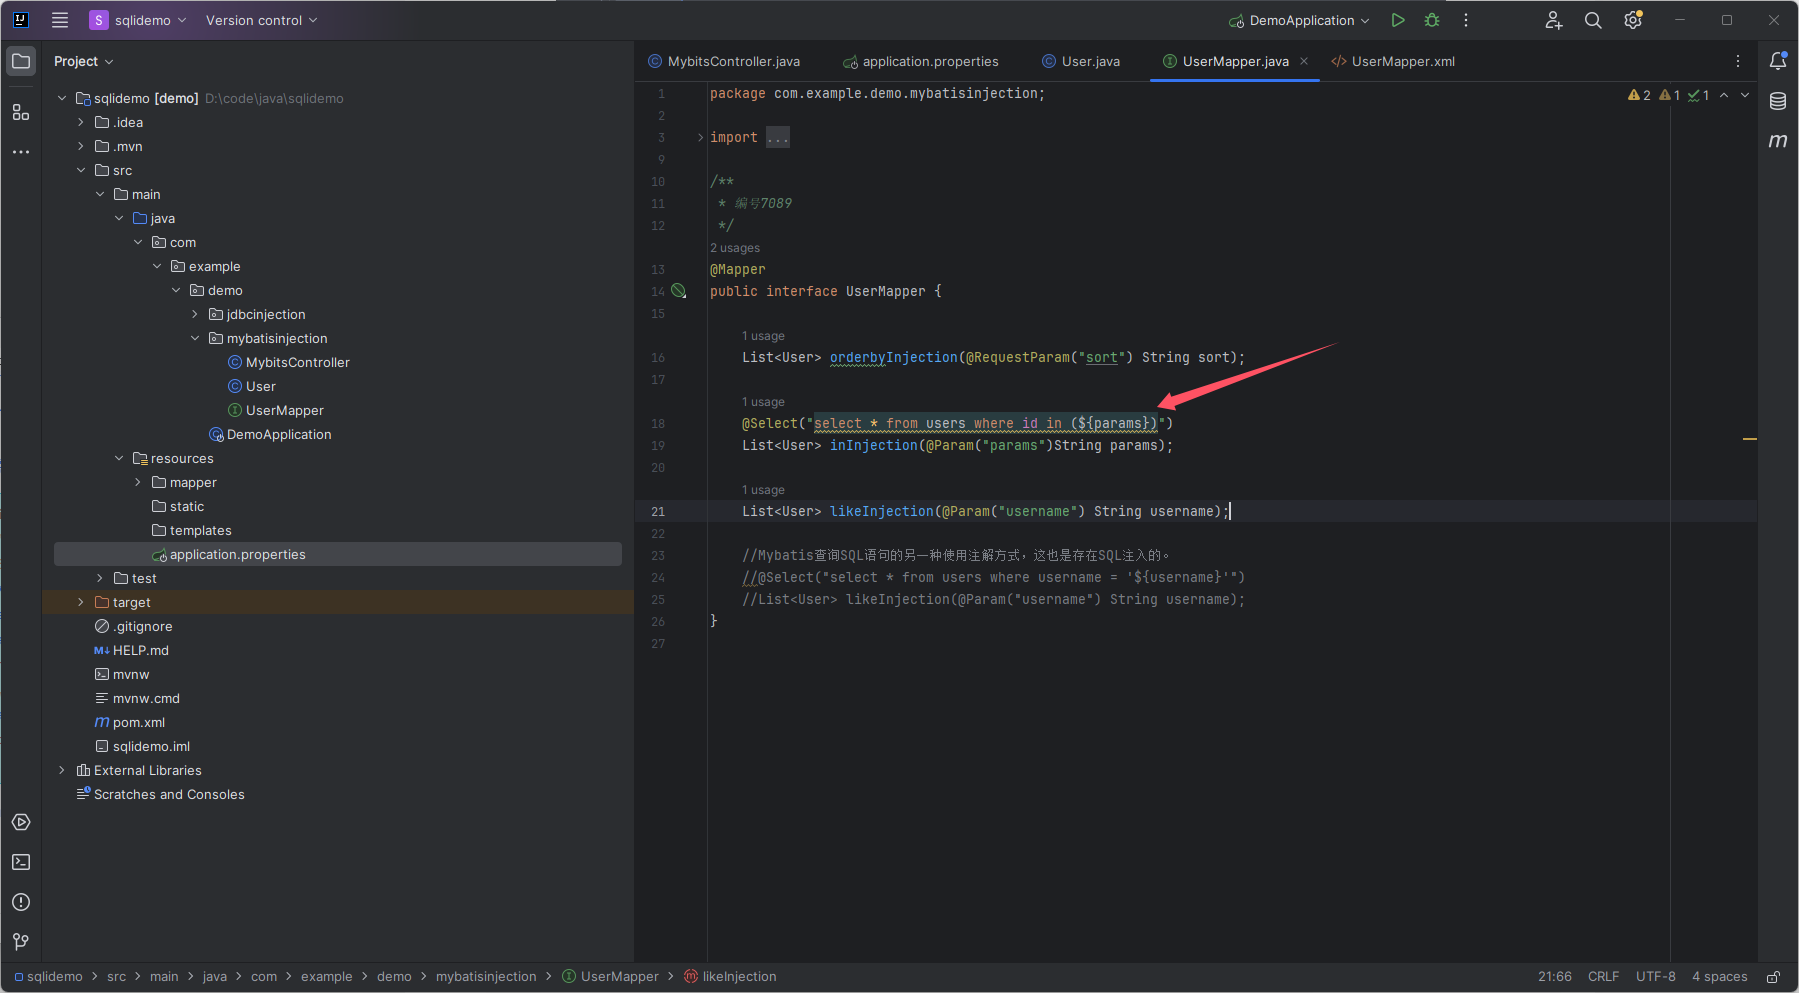 S sqlidemo Version control DemoApplication
Project
sqlidemo [demo] D:\code\java\sqlidemo
.idea
.mvn
src
main
java
com
example
demo
jdbcinjection
mybatisinjection
MybitsController
User
UserMapper
DemoApplication
resources
mapper
static
templates
application.properties
test
target
.gitignore
M↓ HELP.md
mvnw
mvnw.cmd
m pom.xml
sqlidemo.iml
External Libraries
Scratches and Consoles
MybitsController.java application.properties User.java UserMapper.java UserMapper.xml
2 1 1
1 package com.example.demo.mybatisinjection;
2
3 import ...
9
10 /**
11 * 编号7089
12 */
2 usages
13 @Mapper
14 public interface UserMapper {
15
1 usage
16 List<User> orderbyInjection(@RequestParam("sort") String sort);
17
1 usage
18 @Select("select * from users where id in (${params})")
19 List<User> inInjection(@Param("params")String params);
20
1 usage
21 List<User> likeInjection(@Param("username") String username);
22
23 //Mybatis查询SQL语句的另一种使用注解方式，这也是存在SQL注入的。
24 //@Select("select * from users where username = '${username}'")
25 //List<User> likeInjection(@Param("username") String username);
26 }
27
m
sqlidemo > src > main > java > com > example > demo > mybatisinjection > UserMapper > likeInjection
21:66 CRLF UTF-8 4 spaces